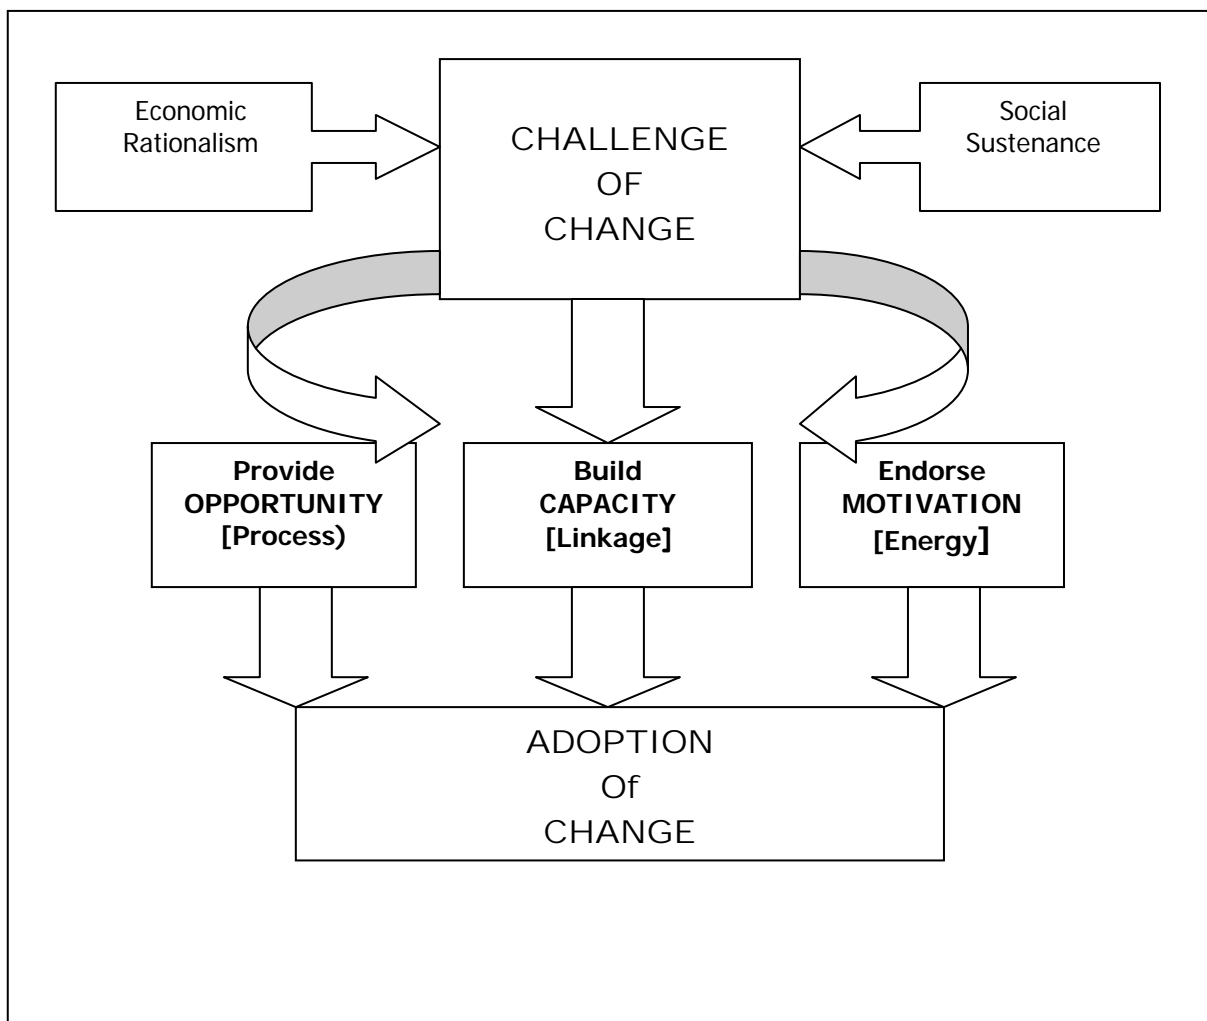 Economic
Rationalism
CHALLENGE
OF
CHANGE
Social
Sustenance
Provide
OPPORTUNITY
[Process)
Build
CAPACITY
[Linkage]
Endorse
MOTIVATION
[Energy]
ADOPTION
Of
CHANGE